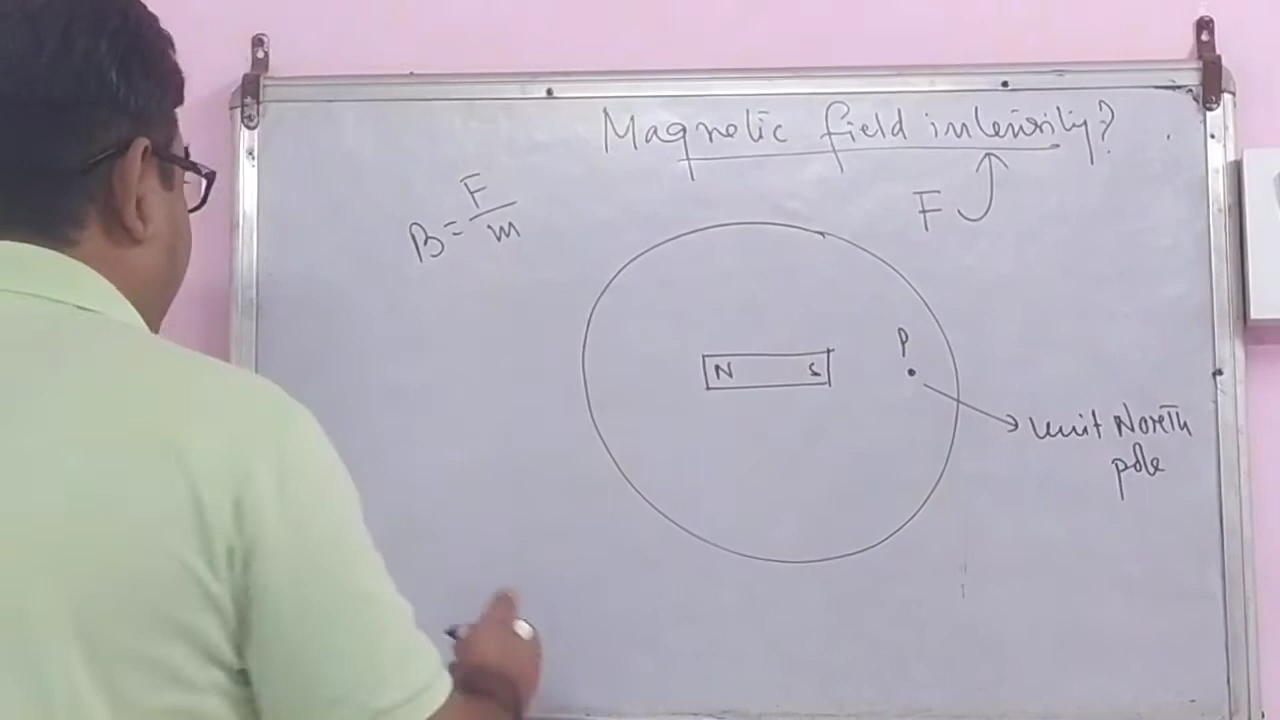 Magnetic field intensity?
F
B = F/m
P
N S
unit North
pole